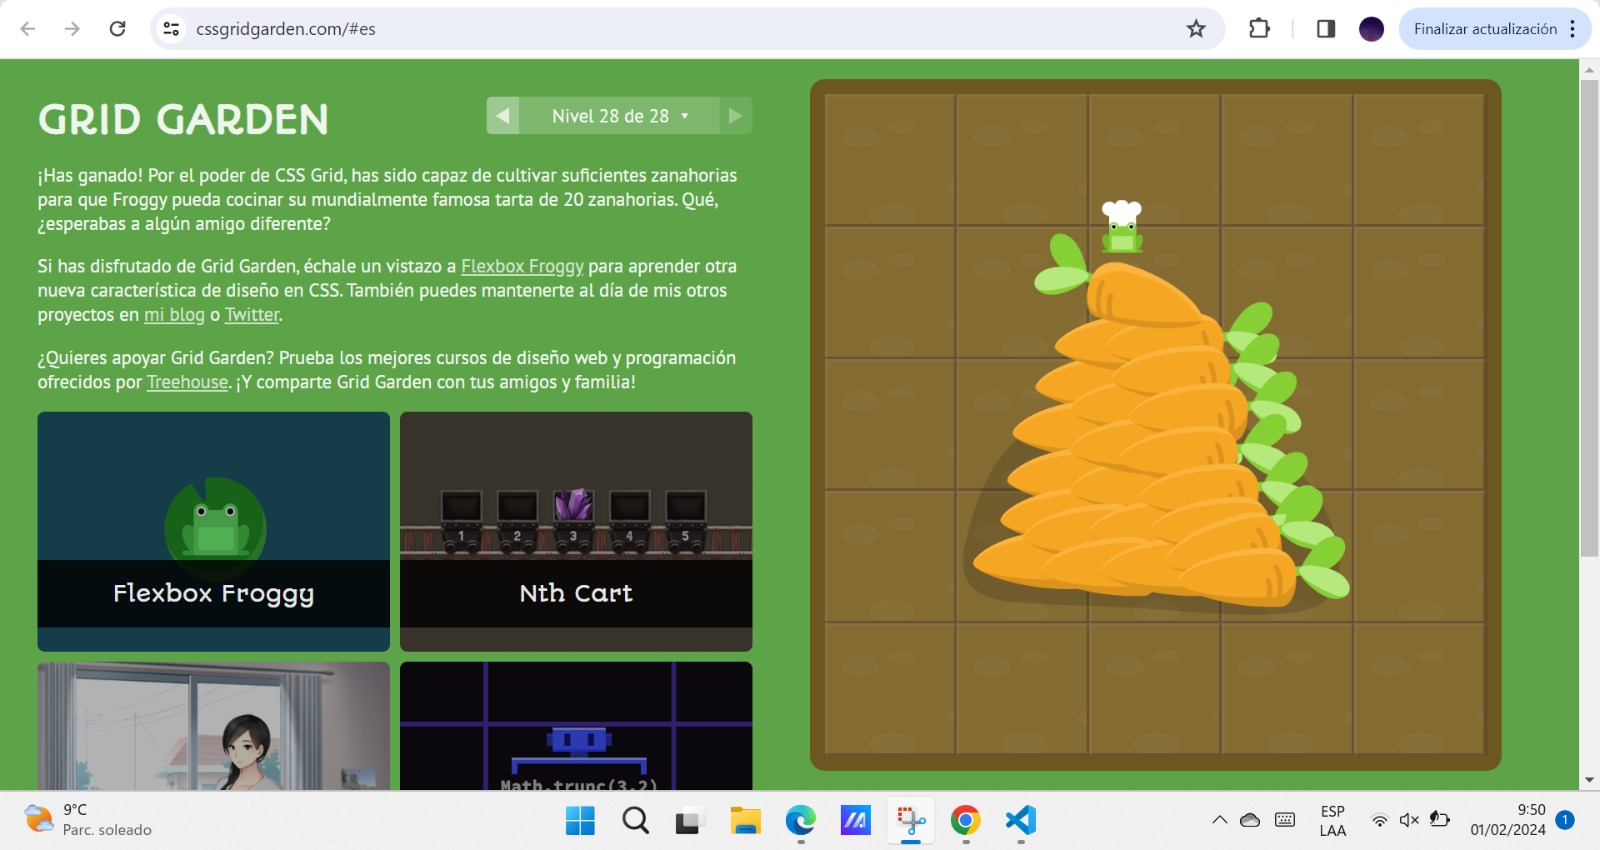 cssgridgarden.com/#es
Finalizar actualización
GRID GARDEN
Nivel 28 de 28
¡Has ganado! Por el poder de CSS Grid, has sido capaz de cultivar suficientes zanahorias
para que Froggy pueda cocinar su mundialmente famosa tarta de 20 zanahorias. Qué,
¿esperabas a algún amigo diferente?
Si has disfrutado de Grid Garden, échale un vistazo a Flexbox Froggy para aprender otra
nueva característica de diseño en CSS. También puedes mantenerte al día de mis otros
proyectos en mi blog o Twitter.
¿Quieres apoyar Grid Garden? Prueba los mejores cursos de diseño web y programación
ofrecidos por Treehouse. ¡Y comparte Grid Garden con tus amigos y familia!
Flexbox Froggy
1 2 3 4 5
Nth Cart
Math.trunc(3.2)
9°C
Parc. soleado
ESP
LAA
9:50
01/02/2024
1